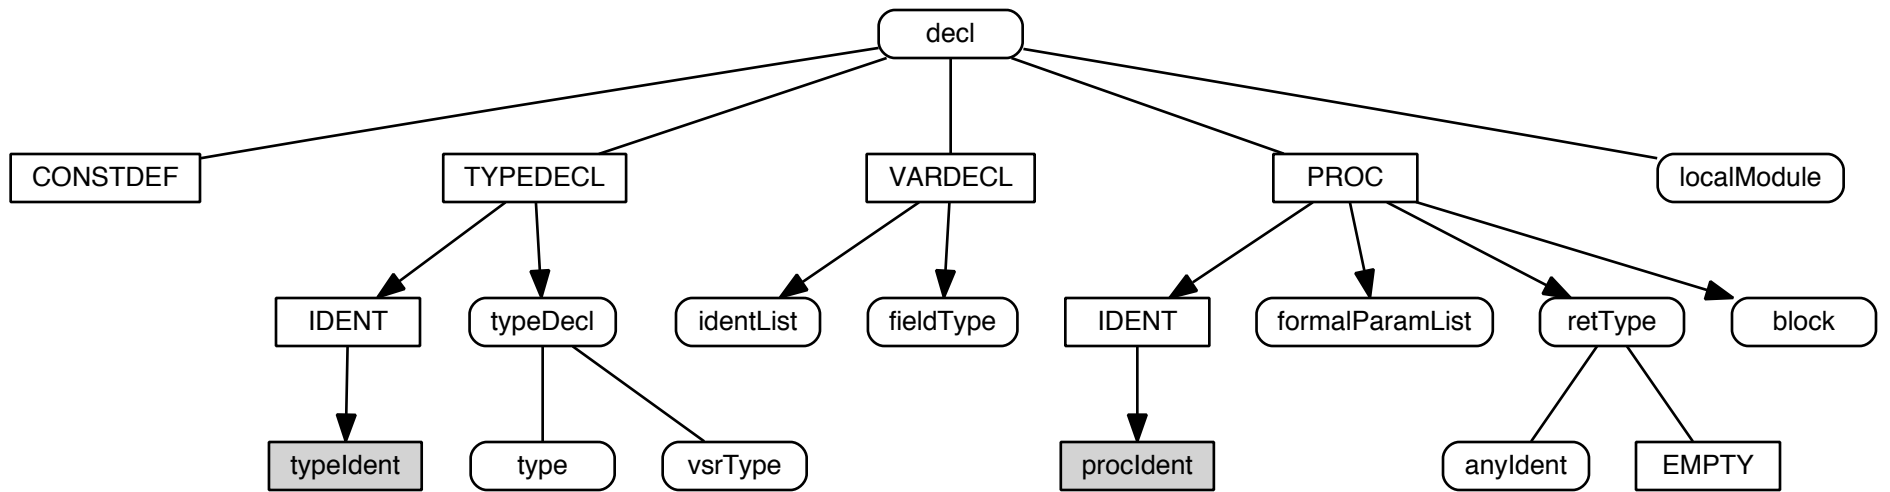 decl
CONSTDEF TYPEDECL VARDECL PROC localModule
IDENT typeDecl identList fieldType IDENT formalParamList retType block
typeIdent type vsrType procIdent anyIdent EMPTY